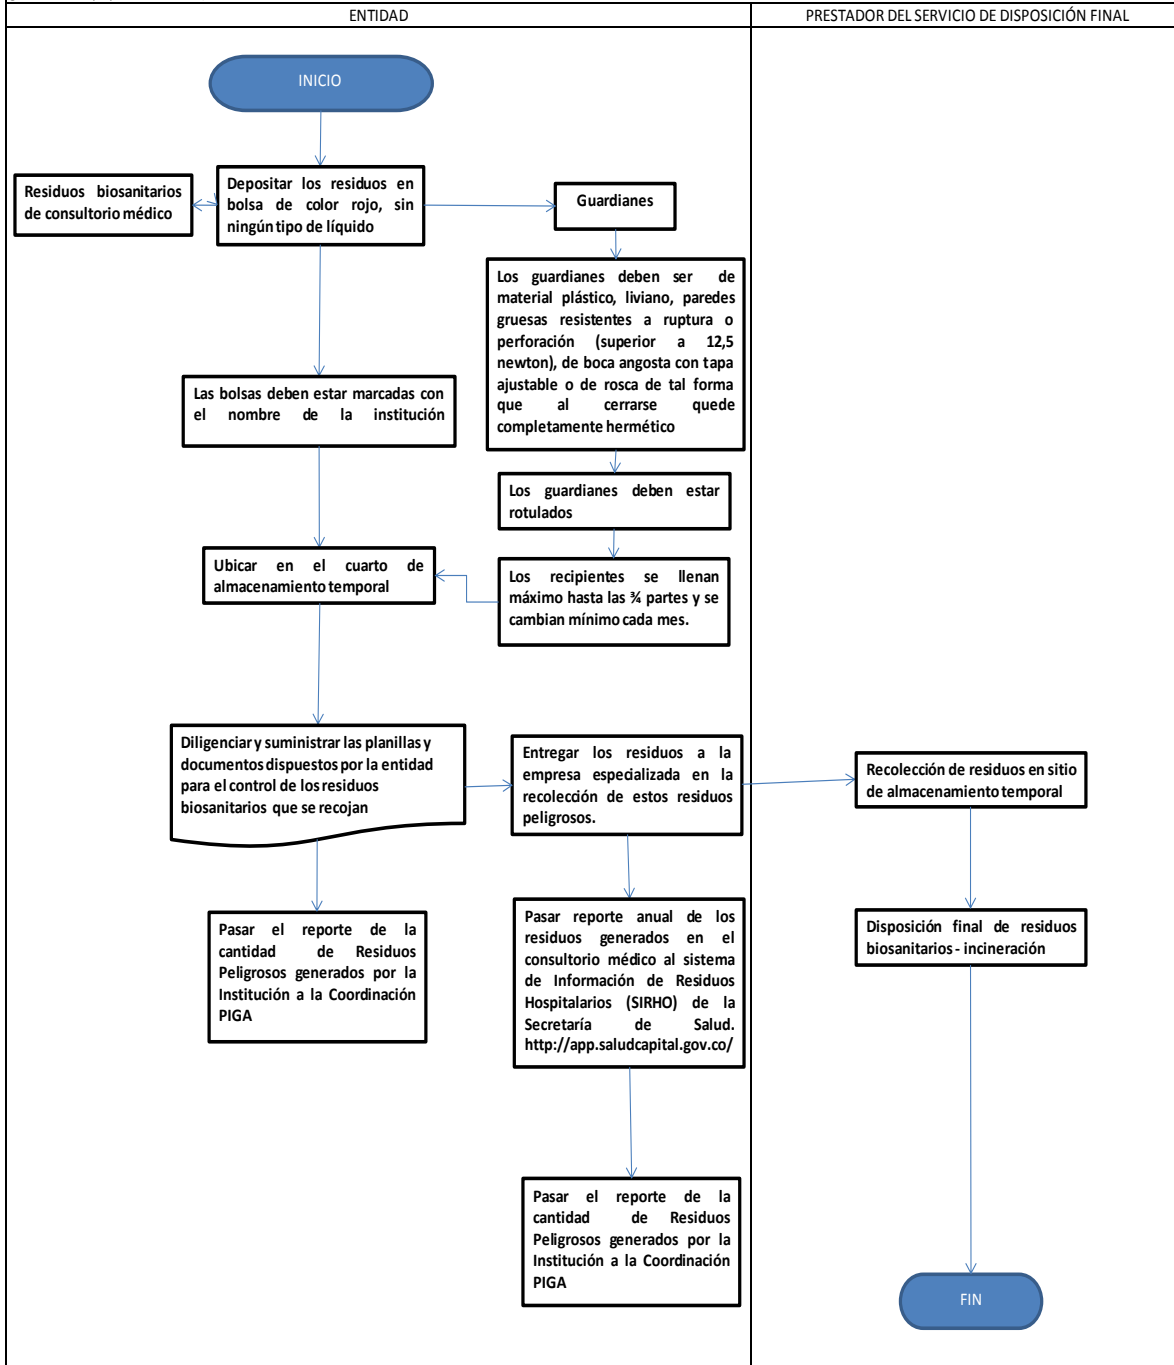 ENTIDAD
PRESTADOR DEL SERVICIO DE DISPOSICIÓN FINAL
INICIO
Residuos biosanitarios
de consultorio médico
Depositar los residuos en
bolsa de color rojo, sin
ningún tipo de líquido
Guardianes
Los guardianes deben ser de
material plástico, liviano, paredes
gruesas resistentes a ruptura o
perforación (superior a 12,5
newton), de boca angosta con tapa
ajustable o de rosca de tal forma
que al cerrarse quede
completamente hermético
Las bolsas deben estar marcadas con
el nombre de la institución
Los guardianes deben estar
rotulados
Ubicar en el cuarto de
almacenamiento temporal
Los recipientes se llenan
máximo hasta las ¾ partes y se
cambian mínimo cada mes.
Diligenciar y suministrar las planillas y
documentos dispuestos por la entidad
para el control de los residuos
biosanitarios que se recojan
Entregar los residuos a la
empresa especializada en la
recolección de estos residuos
peligrosos.
Recolección de residuos en sitio
de almacenamiento temporal
Pasar el reporte de la
cantidad de Residuos
Peligrosos generados por la
Institución a la Coordinación
PIGA
Pasar reporte anual de los
residuos generados en el
consultorio médico al sistema
de Información de Residuos
Hospitalarios (SIRHO) de la
Secretaría de Salud.
http://app.saludcapital.gov.co/
Disposición final de residuos
biosanitarios - incineración
Pasar el reporte de la
cantidad de Residuos
Peligrosos generados por la
Institución a la Coordinación
PIGA
FIN